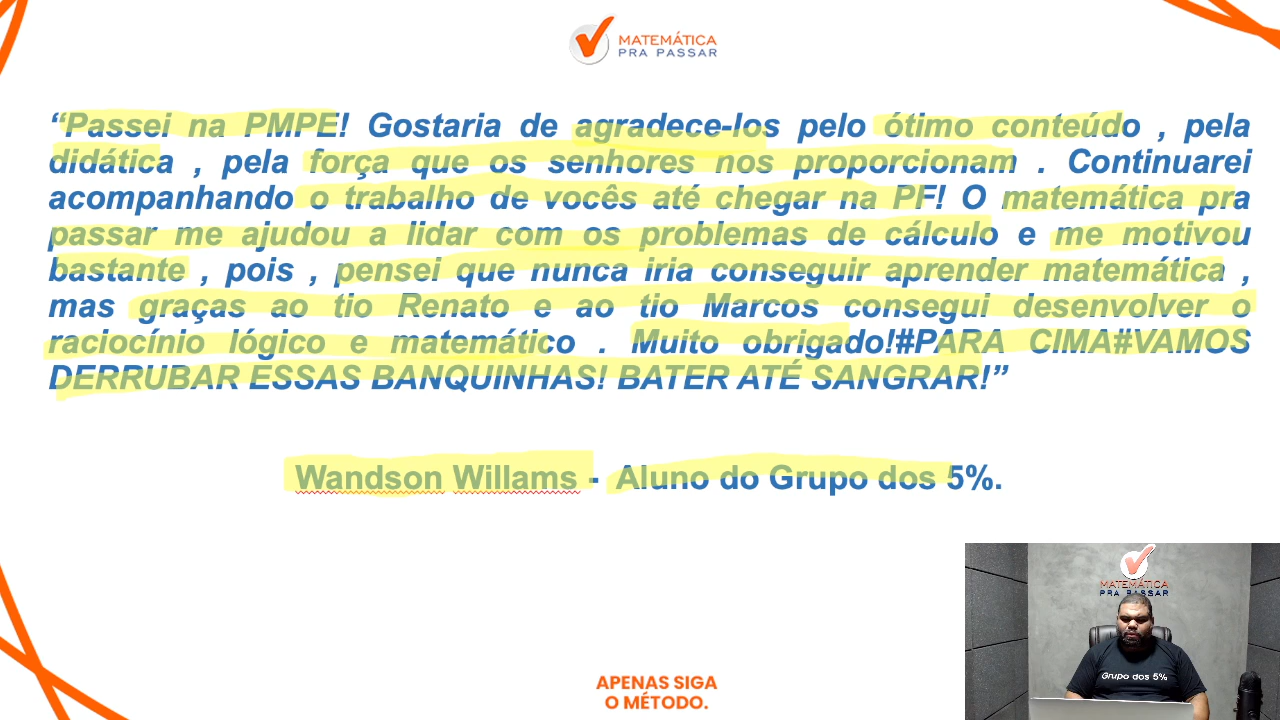 MATEMÁTICA
PRA PASSAR
“Passei na PMPE! Gostaria de agradece-los pelo ótimo conteúdo , pela
didática , pela força que os senhores nos proporcionam . Continuarei
acompanhando o trabalho de vocês até chegar na PF! O matemática pra
passar me ajudou a lidar com os problemas de cálculo e me motivou
bastante , pois , pensei que nunca iria conseguir aprender matemática ,
mas graças ao tio Renato e ao tio Marcos consegui desenvolver o
raciocínio lógico e matemático . Muito obrigado!#PARA CIMA#VAMOS
DERRUBAR ESSAS BANQUINHAS! BATER ATÉ SANGRAR!”
Wandson Willams - Aluno do Grupo dos 5%.
MATEMÁTICA
PRA PASSAR
Grupo dos 5%
APENAS SIGA
O MÉTODO.